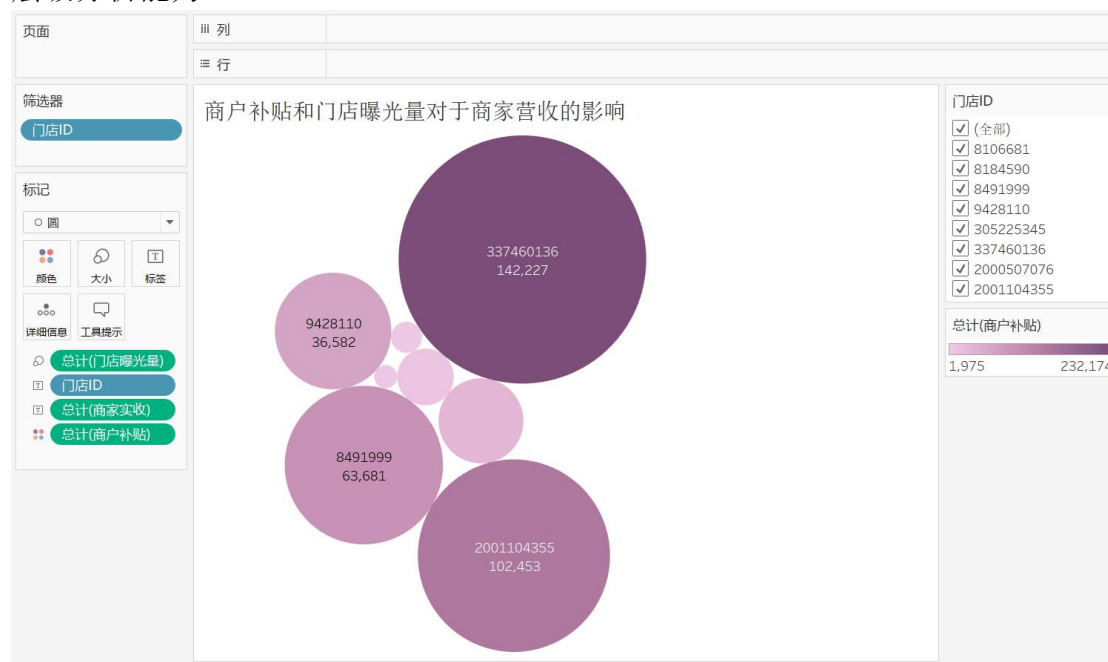 页面
iii 列
行
筛选器
门店ID
标记
圆
颜色
大小
标签
详细信息
工具提示
总计(门店曝光量)
门店ID
总计(商家实收)
总计(商户补贴)
商户补贴和门店曝光量对于商家营收的影响
337460136
142,227
9428110
36,582
8491999
63,681
2001104355
102,453
门店ID
(全部)
8106681
8184590
8491999
9428110
305225345
337460136
2000507076
2001104355
总计(商户补贴)
1,975 232,174